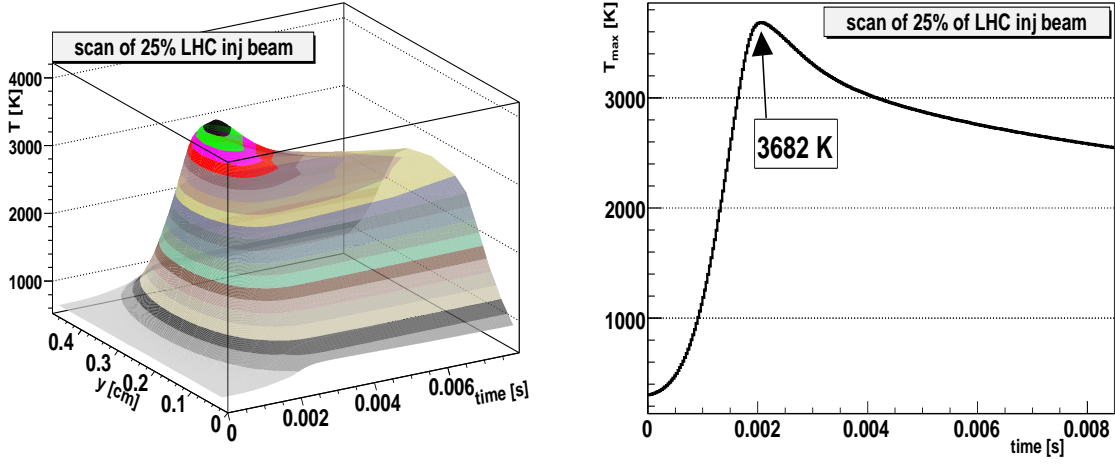 scan of 25% LHC inj beam
T [K]
4000
3000
2000
1000
0.4
0.3
0.2
0.1
0
y [cm]
0
0.002
0.004
0.006
time [s]
scan of 25% of LHC inj beam
T max [K]
3000
2000
1000
3682 K
0
0.002
0.004
0.006
0.008
time [s]